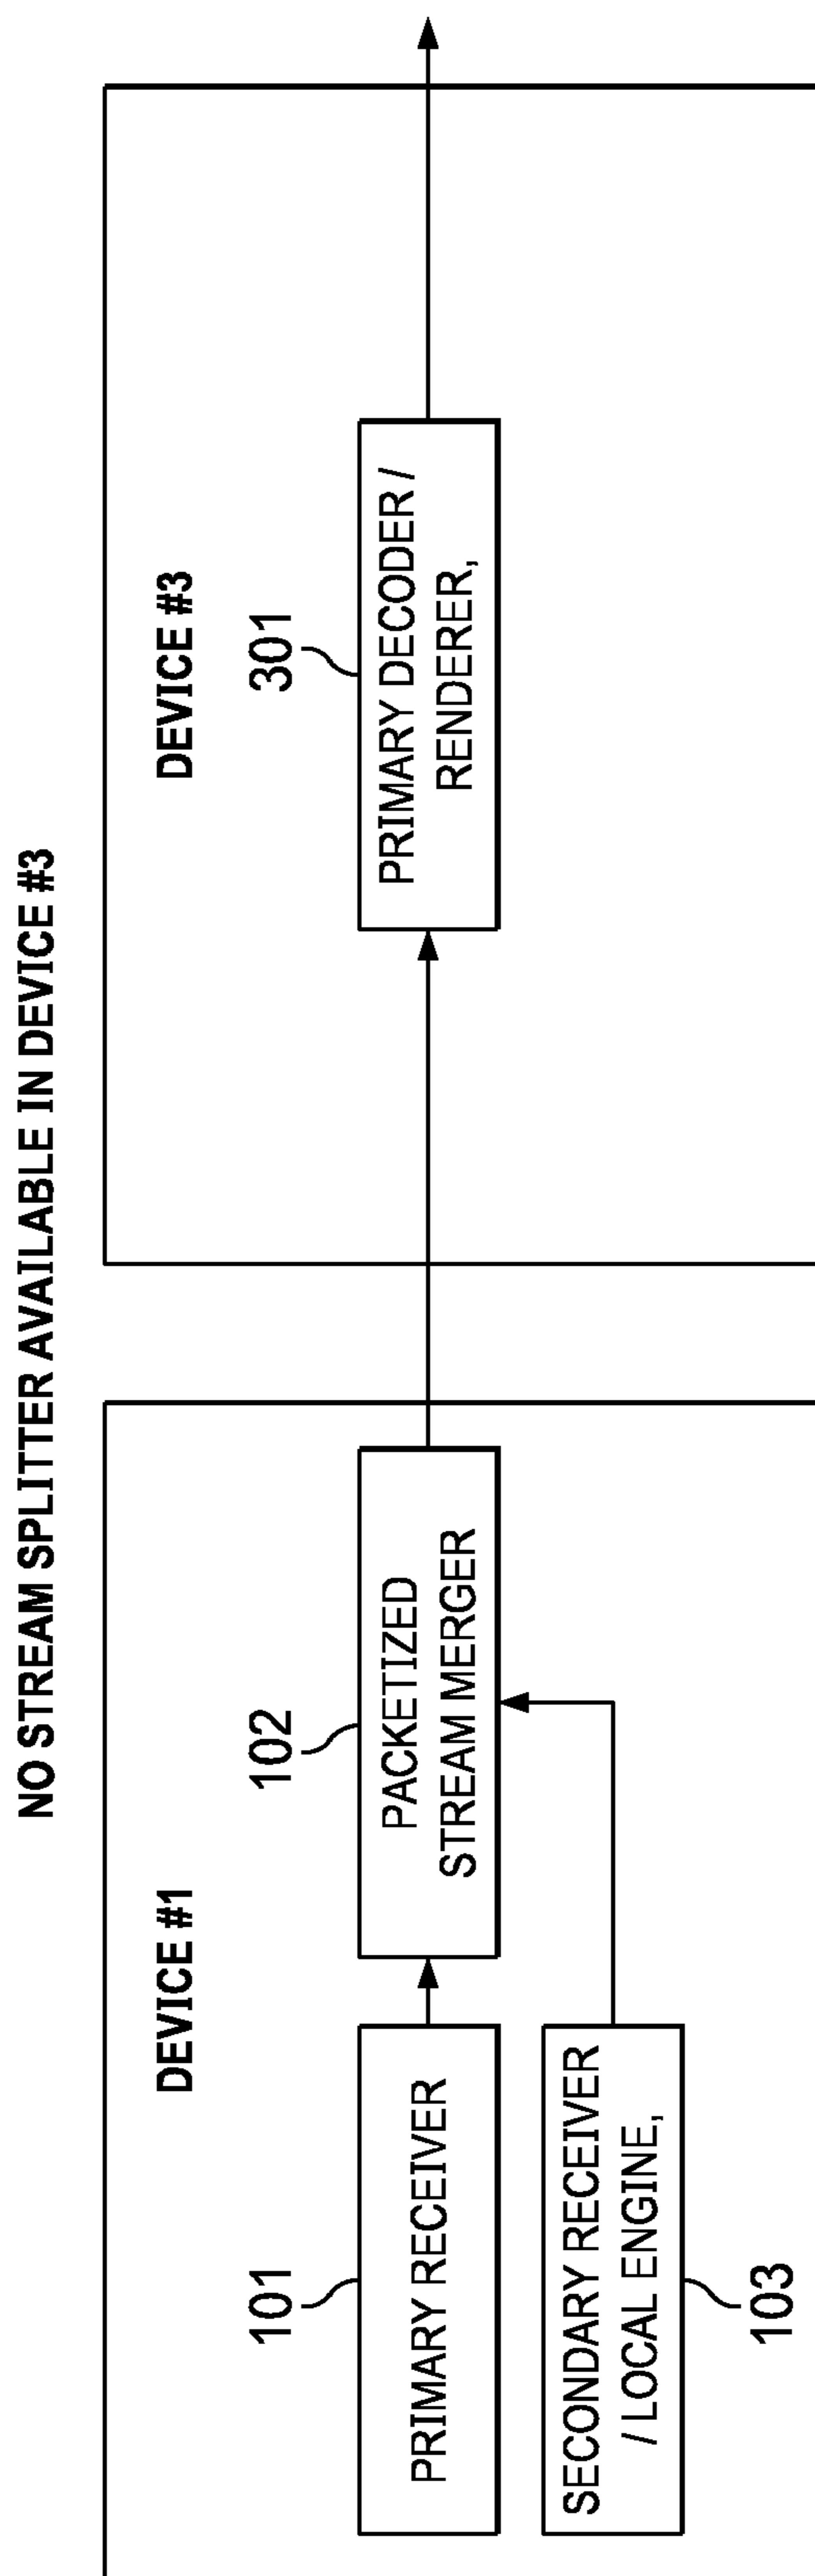 NO STREAM SPLITTER AVAILABLE IN DEVICE #3
DEVICE #1
101
PRIMARY RECEIVER
102
PACKETIZED
STREAM MERGER
SECONDARY RECEIVER
/ LOCAL ENGINE,
103
DEVICE #3
301
PRIMARY DECODER /
RENDERER,